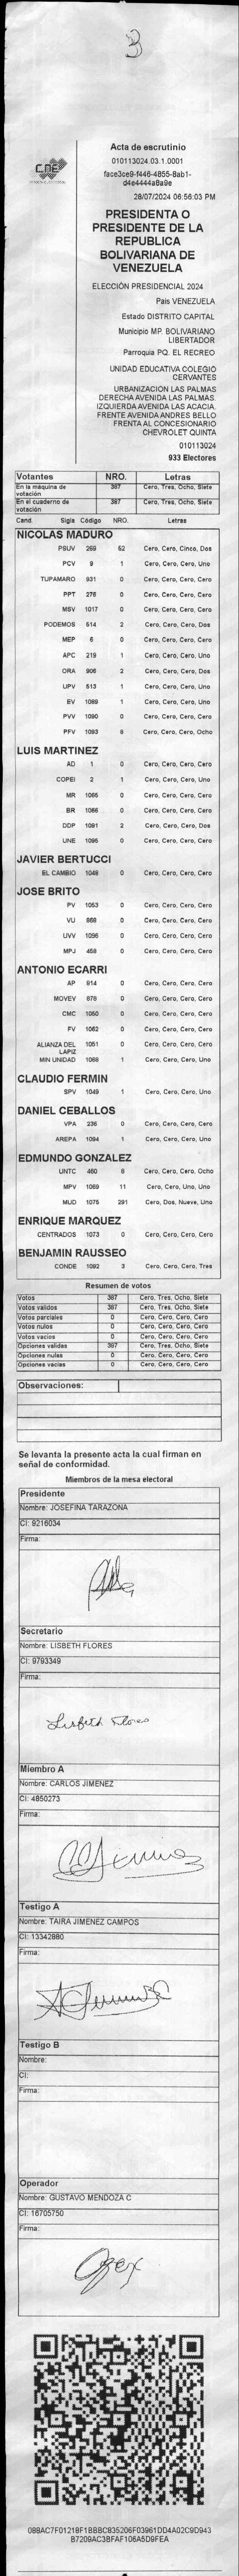 3
CNE
Acta de escrutinio
010113024.03.1.0001
face3ce9-f446-4855-8ab1-
d4e4444a8a9e
28/07/2024 06:56:03 PM
PRESIDENTA O
PRESIDENTE DE LA
REPUBLICA
BOLIVARIANA DE
VENEZUELA
ELECCIÓN PRESIDENCIAL 2024
Pais VENEZUELA
Estado DISTRITO CAPITAL
Municipio MP. BOLIVARIANO
LIBERTADOR
Parroquia PQ. EL RECREO
UNIDAD EDUCATIVA COLEGIO
CERVANTES
URBANIZACION LAS PALMAS
DERECHA AVENIDA LAS PALMAS.
IZQUIERDA AVENIDA LAS ACACIA.
FRENTE AVENIDA ANDRES BELLO
FRENTA AL CONCESIONARIO
CHEVROLET QUINTA
010113024
933 Electores
Votantes NRO. Letras
En la máquina de votación 387 Cero, Tres, Ocho, Siete
En el cuaderno de votación 387 Cero, Tres, Ocho, Siete
Cand. Sigla Código NRO. Letras
NICOLAS MADURO
PSUV 269 52 Cero, Cero, Cinco, Dos
PCV 9 1 Cero, Cero, Cero, Uno
TUPAMARO 931 0 Cero, Cero, Cero, Cero
PPT 276 0 Cero, Cero, Cero, Cero
MSV 1017 0 Cero, Cero, Cero, Cero
PODEMOS 514 2 Cero, Cero, Cero, Dos
MEP 6 0 Cero, Cero, Cero, Cero
APC 219 1 Cero, Cero, Cero, Uno
ORA 906 2 Cero, Cero, Cero, Dos
UPV 513 1 Cero, Cero, Cero, Uno
EV 1089 1 Cero, Cero, Cero, Uno
PVV 1090 0 Cero, Cero, Cero, Cero
PFV 1093 8 Cero, Cero, Cero, Ocho
LUIS MARTINEZ
AD 1 0 Cero, Cero, Cero, Cero
COPEI 2 1 Cero, Cero, Cero, Uno
MR 1065 0 Cero, Cero, Cero, Cero
BR 1086 0 Cero, Cero, Cero, Cero
DDP 1091 2 Cero, Cero, Cero, Dos
UNE 1095 0 Cero, Cero, Cero, Cero
JAVIER BERTUCCI
EL CAMBIO 1048 0 Cero, Cero, Cero, Cero
JOSE BRITO
PV 1053 0 Cero, Cero, Cero, Cero
VU 868 0 Cero, Cero, Cero, Cero
UVV 1096 0 Cero, Cero, Cero, Cero
MPJ 458 0 Cero, Cero, Cero, Cero
ANTONIO ECARRI
AP 814 0 Cero, Cero, Cero, Cero
MOVEV 878 0 Cero, Cero, Cero, Cero
CMC 1050 0 Cero, Cero, Cero, Cero
FV 1062 0 Cero, Cero, Cero, Cero
ALIANZA DEL LAPIZ 1051 0 Cero, Cero, Cero, Cero
MIN UNIDAD 1068 1 Cero, Cero, Cero, Uno
CLAUDIO FERMIN
SPV 1049 1 Cero, Cero, Cero, Uno
DANIEL CEBALLOS
VPA 236 0 Cero, Cero, Cero, Cero
AREPA 1094 1 Cero, Cero, Cero, Uno
EDMUNDO GONZALEZ
UNTC 460 8 Cero, Cero, Cero, Ocho
MPV 1069 11 Cero, Cero, Uno, Uno
MUD 1075 291 Cero, Dos, Nueve, Uno
ENRIQUE MARQUEZ
CENTRADOS 1073 0 Cero, Cero, Cero, Cero
BENJAMIN RAUSSEO
CONDE 1092 3 Cero, Cero, Cero, Tres
Resumen de votos
Votos 387 Cero, Tres, Ocho, Siete
Votos validos 387 Cero, Tres, Ocho, Siete
Votos parciales 0 Cero, Cero, Cero, Cero
Votos nulos 0 Cero, Cero, Cero, Cero
Votos vacios 0 Cero, Cero, Cero, Cero
Opciones validas 387 Cero, Tres, Ocho, Siete
Opciones nulas 0 Cero, Cero, Cero, Cero
Opciones vacias 0 Cero, Cero, Cero, Cero
Observaciones:
Se levanta la presente acta la cual firman en
señal de conformidad.
Miembros de la mesa electoral
Presidente
Nombre: JOSEFINA TARAZONA
CI: 9216034
Firma:
Secretario
Nombre: LISBETH FLORES
CI: 9793349
Firma:
Lisbeth Flores
Miembro A
Nombre: CARLOS JIMENEZ
CI: 4850273
Firma:
Testigo A
Nombre: TAIRA JIMENEZ CAMPOS
CI: 13342880
Firma:
Testigo B
Nombre:
CI:
Firma:
Operador
Nombre: GUSTAVO MENDOZA C
CI: 16705750
Firma:
088AC7F0121BF1BBBC835206F03961DD4A02C9D943
B7209AC3BFAF106A5D9FEA